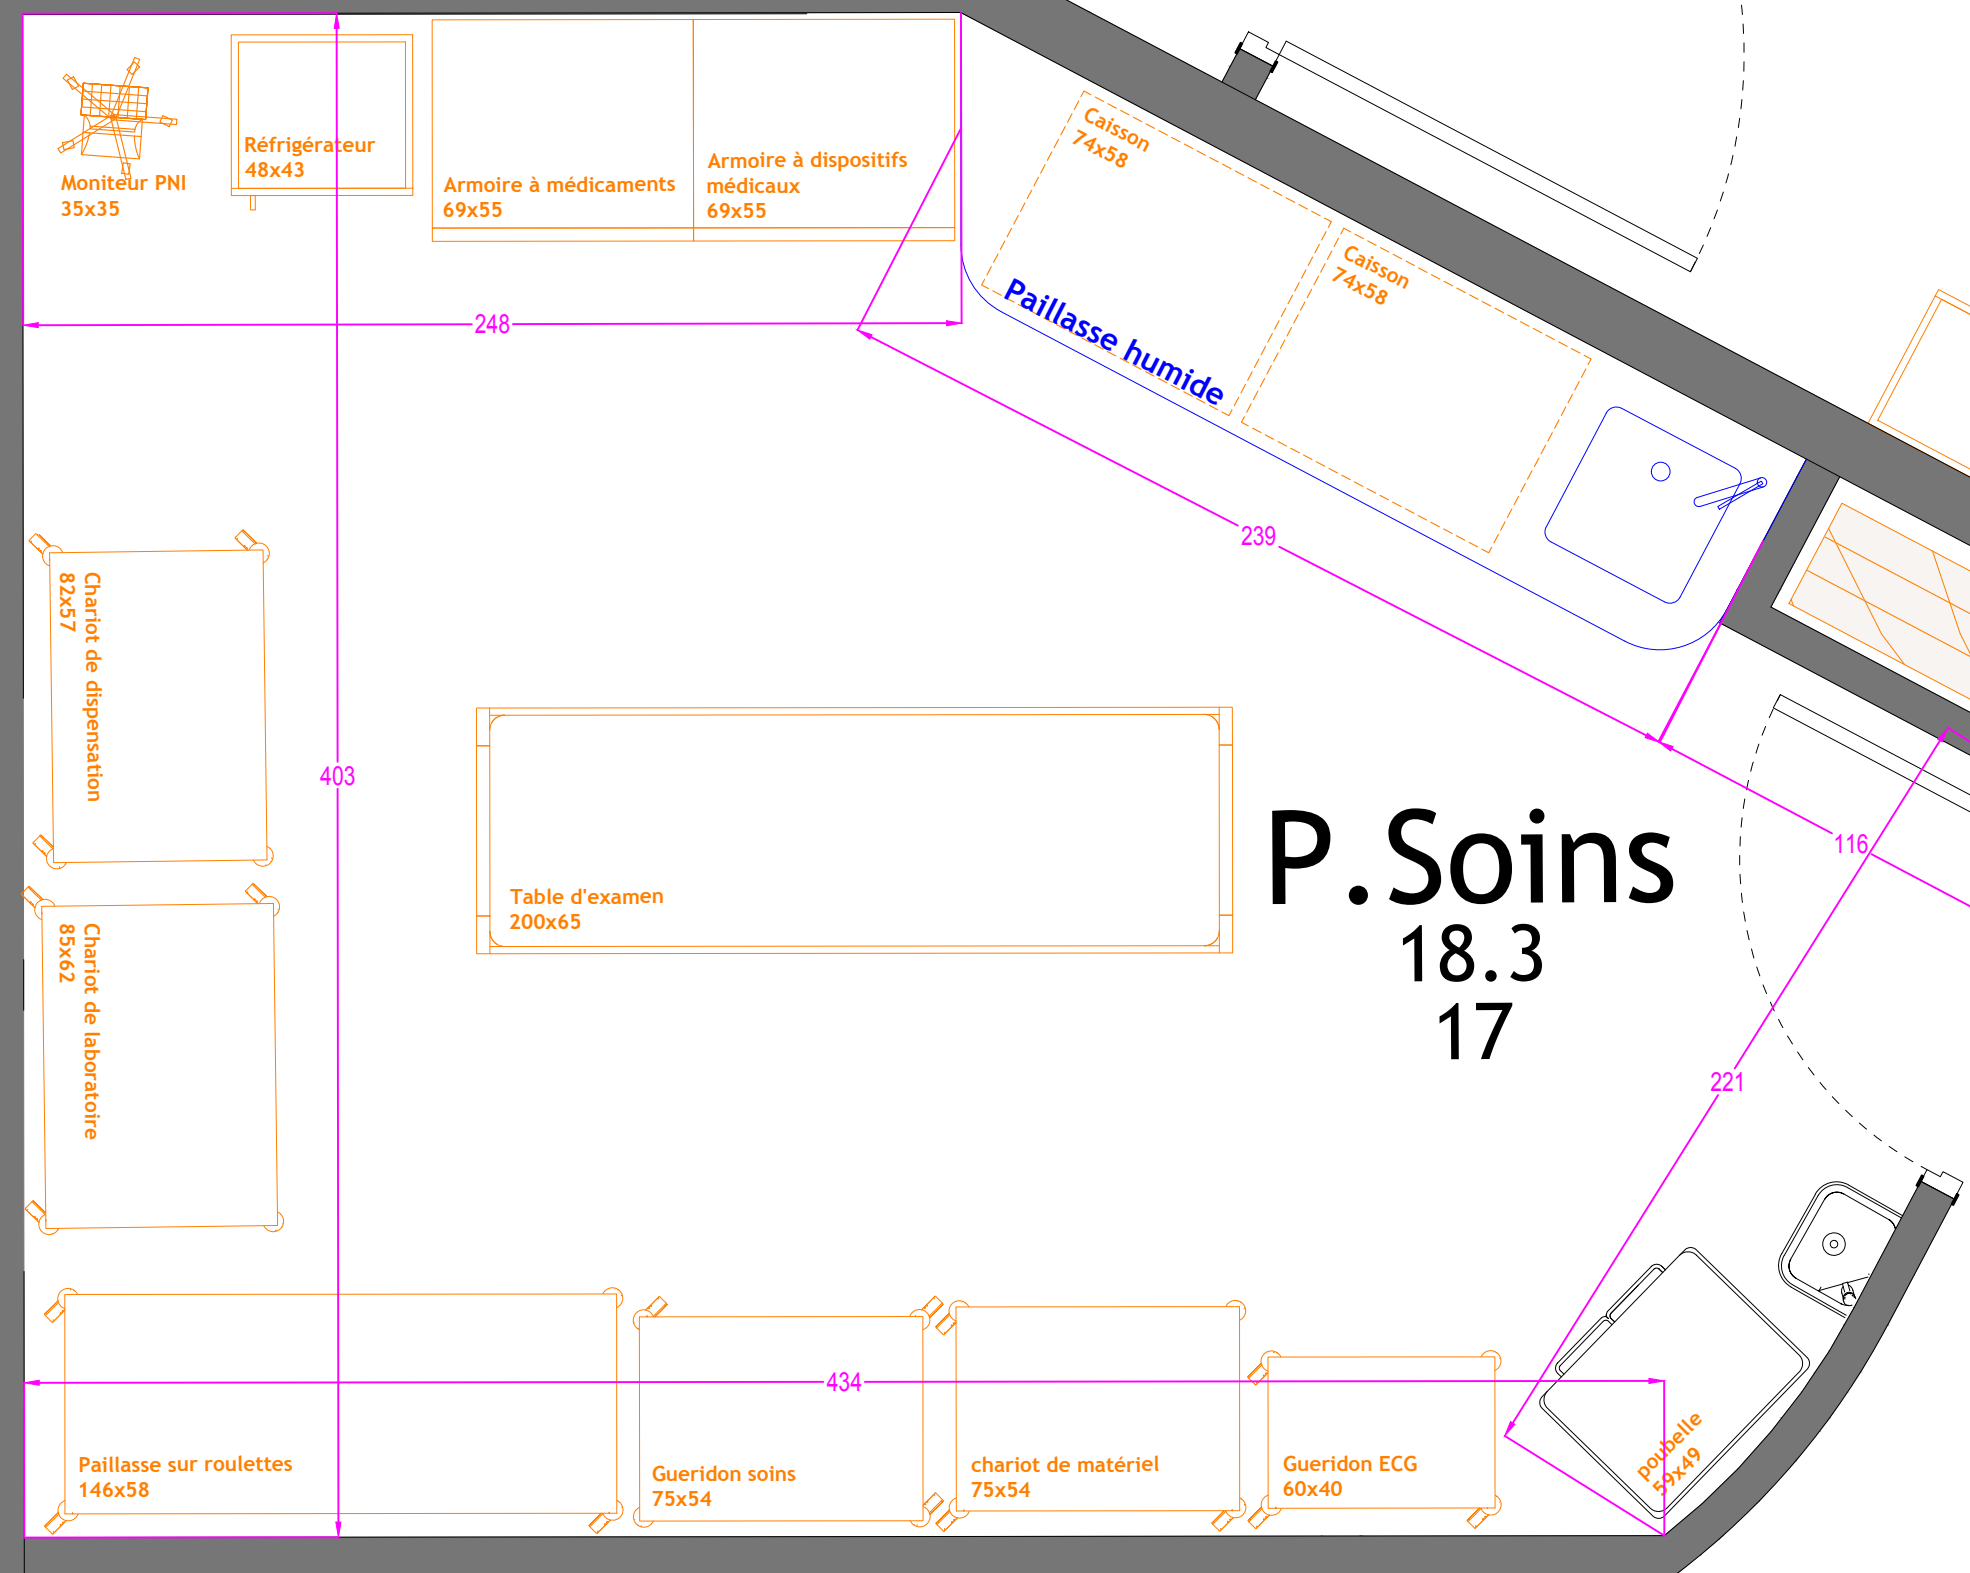 Moniteur PNI
35x35
Réfrigérateur
48x43
Armoire à médicaments
69x55
Armoire à dispositifs
médicaux
69x55
Caisson
74x58
Caisson
74x58
Paillasse humide
248
239
403
116
221
434
Chariot de dispensation
82x57
Chariot de laboratoire
85x62
Table d'examen
200x65
P.Soins
18.3
17
Paillasse sur roulettes
146x58
Gueridon soins
75x54
chariot de matériel
75x54
Gueridon ECG
60x40
poubelle
59x49